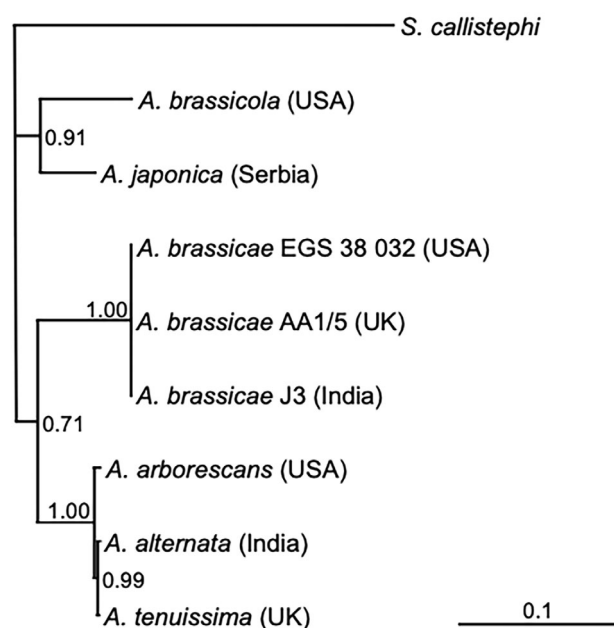 S. callistephi
A. brassicola (USA)
0.91
A. japonica (Serbia)
A. brassicae EGS 38 032 (USA)
1.00
A. brassicae AA1/5 (UK)
A. brassicae J3 (India)
0.71
A. arborescans (USA)
1.00
A. alternata (India)
0.99
A. tenuissima (UK)
0.1